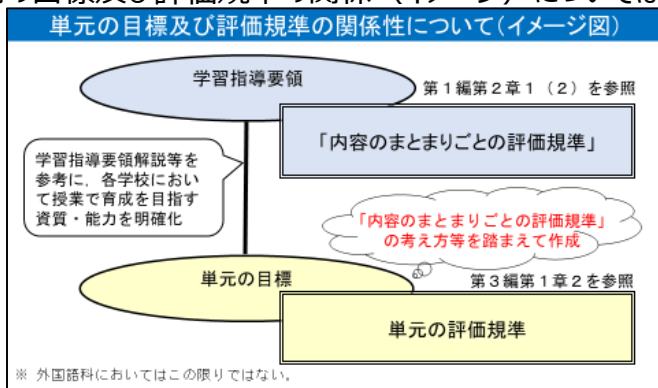 単元の目標及び評価規準の関係性について(イメージ図)
学習指導要領
第1編第2章1(2)を参照
「内容のまとまりごとの評価規準」
学習指導要領解説等を
参考に，各学校におい
て授業で育成を目指す
資質・能力を明確化
「内容のまとまりごとの評価規準」
の考え方等を踏まえて作成
単元の目標
第3編第1章2を参照
単元の評価規準
※ 外国語科においてはこの限りではない。